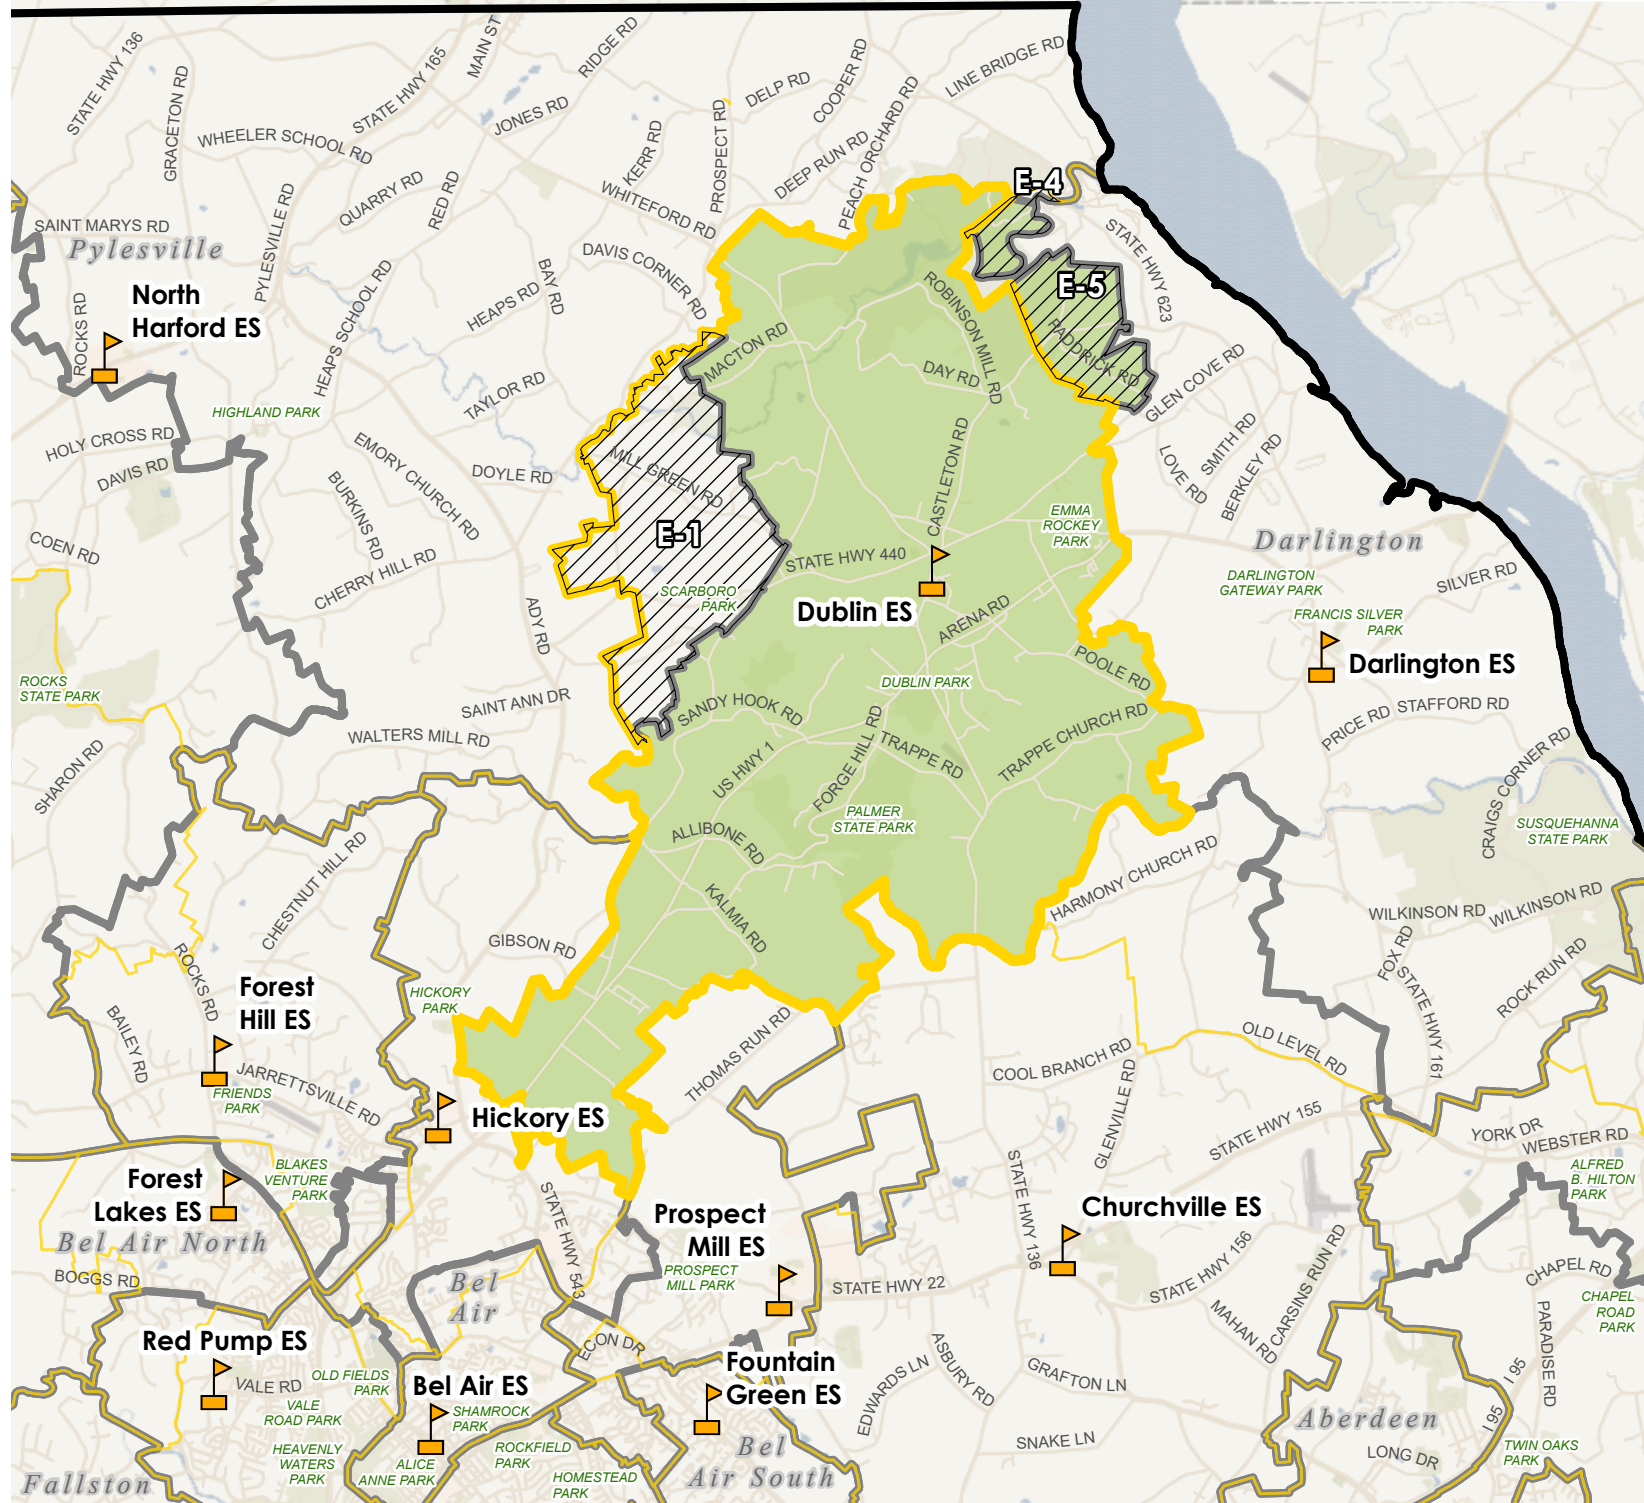 STATE HWY 136
GRACETON RD
WHEELER SCHOOL RD
STATE HWY 165
MAIN ST
RIDGE RD
JONES RD
KERR RD
PROSPECT RD
DELP RD
COOPER RD
DEEP RUN RD
PEACH ORCHARD RD
LINE BRIDGE RD
SAINT MARYS RD
Pylesville
PYLESVILLE RD
QUARRY RD
RED RD
WHITEFORD RD
DAVIS CORNER RD
BAY RD
HEAPS RD
E-4
STATE HWY 623
E-5
PADDRICK RD
ROBINSON MILL RD
North
Harford ES
ROCKS RD
HEAPS SCHOOL RD
MACTON RD
DAY RD
GLEN COVE RD
TAYLOR RD
HIGHLAND PARK
HOLY CROSS RD
DAVIS RD
EMORY CHURCH RD
DOYLE RD
BURKINS RD
MILL GREEN RD
CASTLETON RD
LOVE RD
SMITH RD
BERKLEY RD
COEN RD
CHERRY HILL RD
E-1
STATE HWY 440
EMMA
ROCKEY
PARK
Darlington
SCARBORO
PARK
Dublin ES
ARENA RD
DARLINGTON
GATEWAY PARK
SILVER RD
FRANCIS SILVER
PARK
Darlington ES
ADY RD
ROCKS
STATE PARK
SAINT ANN DR
SANDY HOOK RD
DUBLIN PARK
POOLE RD
WALTERS MILL RD
SHARON RD
US HWY 1
FORGE HILL RD
TRAPPE RD
TRAPPE CHURCH RD
PRICE RD
STAFFORD RD
CRAIGS CORNER RD
PALMER
STATE PARK
ALLIBONE RD
SUSQUEHANNA
STATE PARK
CHESTNUT HILL RD
KALMIA RD
HARMONY CHURCH RD
WILKINSON RD
WILKINSON RD
GIBSON RD
ROCKS RD
FOX RD
STATE HWY 161
ROCK RUN RD
Forest
Hill ES
HICKORY
PARK
BAILEY RD
THOMAS RUN RD
OLD LEVEL RD
COOL BRANCH RD
GLENVILLE RD
JARRETTSVILLE RD
FRIENDS
PARK
Hickory ES
STATE HWY 155
YORK DR
WEBSTER RD
BLAKES
VENTURE
PARK
Forest
Lakes ES
STATE HWY 136
ALFRED
B. HILTON
PARK
STATE HWY 543
Prospect
Mill ES
PROSPECT
MILL PARK
Churchville ES
Bel Air North
BOGGS RD
Bel
Air
STATE HWY 22
STATE HWY 156
CARSINS RUN RD
MAHAN RD
CHAPEL RD
CHAPEL
ROAD
PARK
Red Pump ES
ECON DR
Fountain
Green ES
EDWARDS LN
ASBURY RD
GRAFTON LN
I 95
PARADISE RD
VALE RD
OLD FIELDS
PARK
Bel Air ES
VALE
ROAD PARK
SHAMROCK
PARK
Aberdeen
I 95
HEAVENLY
WATERS
PARK
ALICE
ANNE PARK
ROCKFIELD
PARK
HOMESTEAD
PARK
Bel
Air South
SNAKE LN
LONG DR
TWIN OAKS
PARK
Fallston